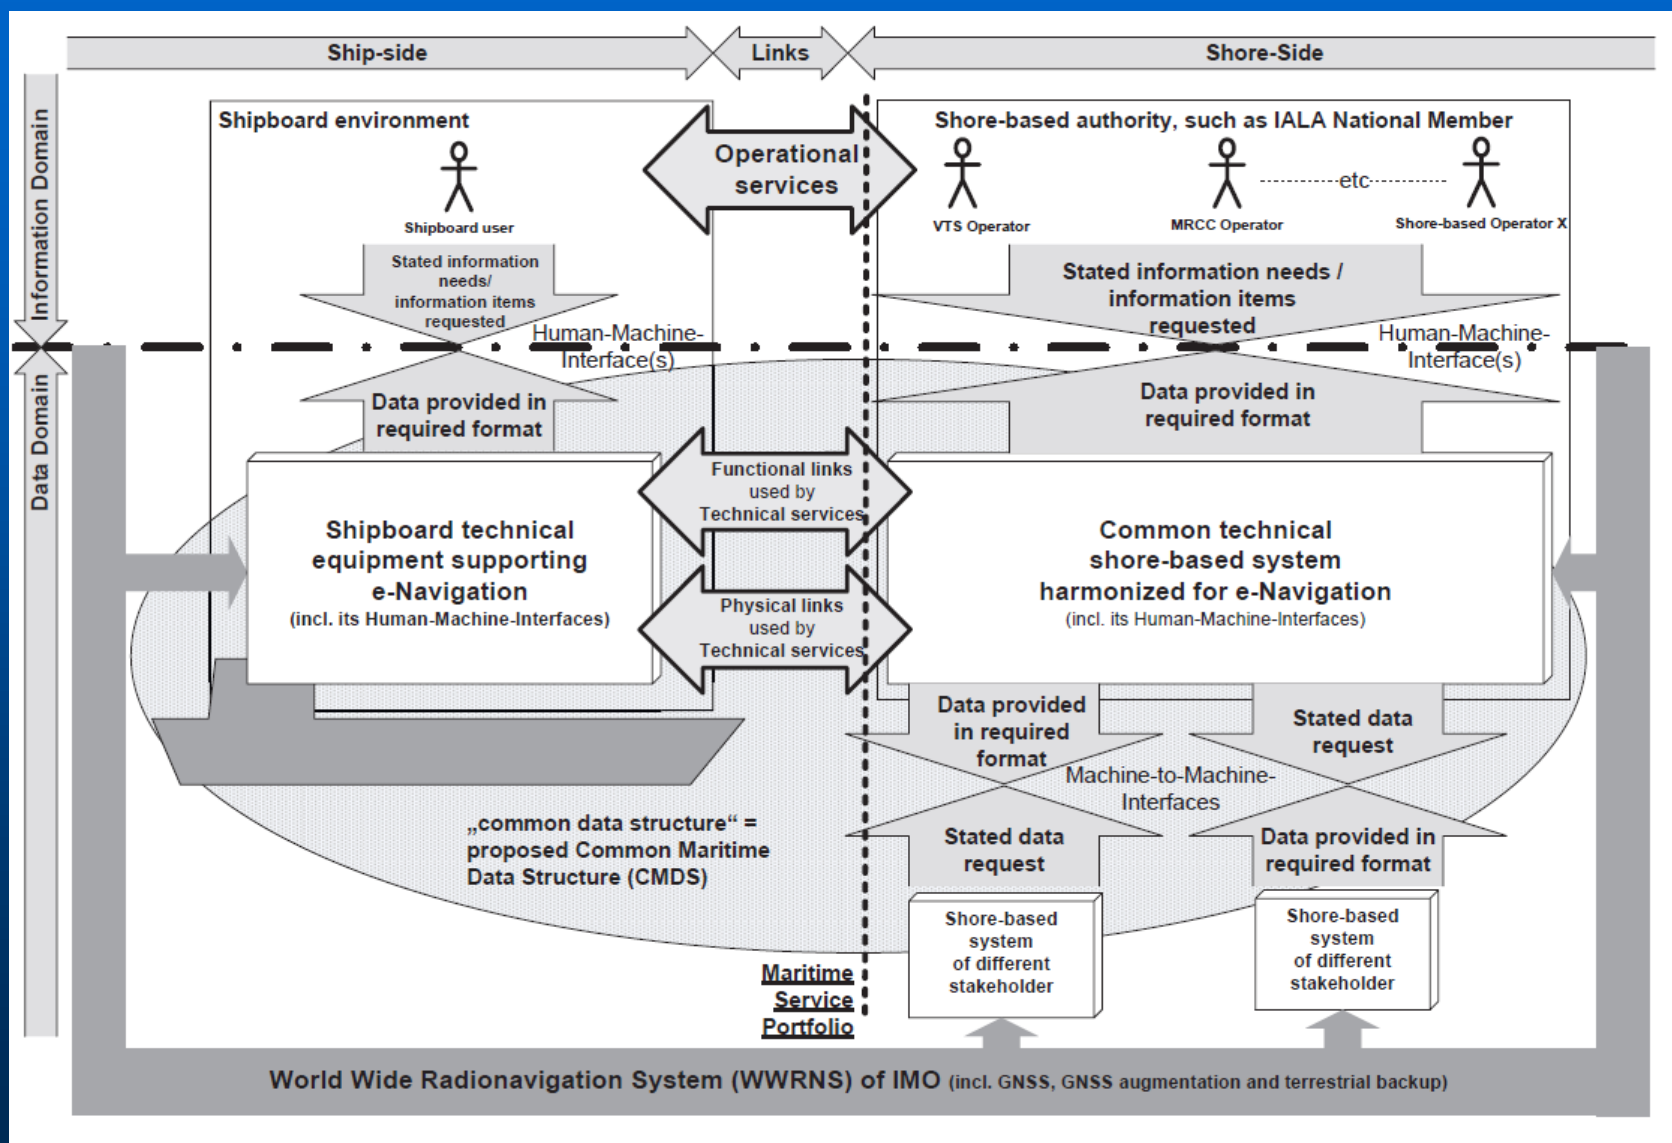 Ship-side
Links
Shore-Side
Information Domain
Data Domain
Shipboard environment
Shipboard user
Stated information
needs/
information items
requested
Human-Machine-
Interface(s)
Data provided in
required format
Shipboard technical
equipment supporting
e-Navigation
(incl. its Human-Machine-Interfaces)
Operational
services
Functional links
used by
Technical services
Physical links
used by
Technical services
Shore-based authority, such as IALA National Member
VTS Operator
MRCC Operator
etc
Shore-based Operator X
Stated information needs /
information items
requested
Human-Machine-
Interface(s)
Data provided in
required format
Common technical
shore-based system
harmonized for e-Navigation
(incl. its Human-Machine-Interfaces)
Data provided
in required
format
Stated data
request
Machine-to-Machine-
Interfaces
Stated data
request
Data provided in
required format
Shore-based
system
of different
stakeholder
Shore-based
system
of different
stakeholder
„common data structure“ =
proposed Common Maritime
Data Structure (CMDS)
Maritime
Service
Portfolio
World Wide Radionavigation System (WWRNS) of IMO (incl. GNSS, GNSS augmentation and terrestrial backup)